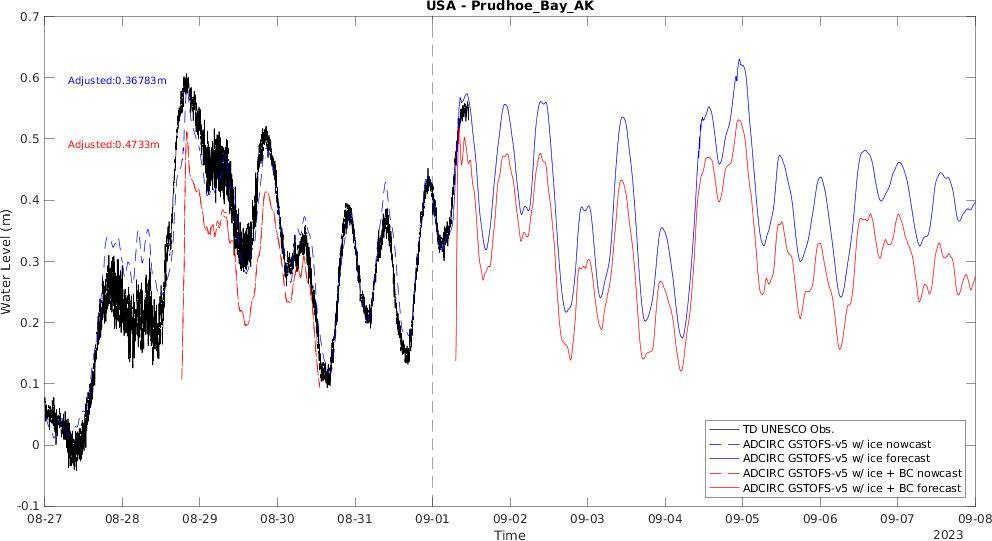 USA - Prudhoe_Bay_AK
0.7
0.6
0.5
0.4
0.3
0.2
0.1
0
-0.1
Water Level (m)
Adjusted:0.36783m
Adjusted:0.4733m
TD UNESCO Obs.
ADCIRC GSTOFS-v5 w/ ice nowcast
ADCIRC GSTOFS-v5 w/ ice forecast
ADCIRC GSTOFS-v5 w/ ice + BC nowcast
ADCIRC GSTOFS-v5 w/ ice + BC forecast
08-27 08-28 08-29 08-30 08-31 09-01 09-02 09-03 09-04 09-05 09-06 09-07 09-08
Time
2023